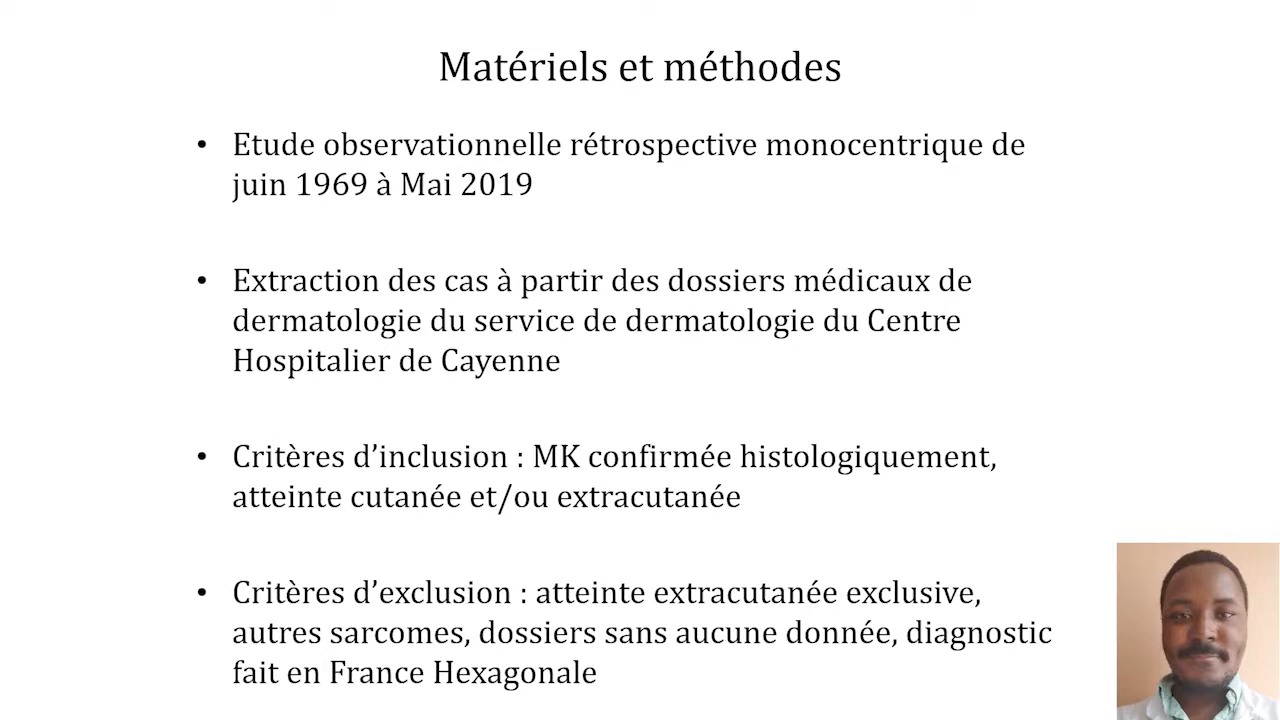 Matériels et méthodes
• Etude observationnelle rétrospective monocentrique de
juin 1969 à Mai 2019
• Extraction des cas à partir des dossiers médicaux de
dermatologie du service de dermatologie du Centre
Hospitalier de Cayenne
• Critères d’inclusion : MK confirmée histologiquement,
atteinte cutanée et/ou extracutanée
• Critères d’exclusion : atteinte extracutanée exclusive,
autres sarcomes, dossiers sans aucune donnée, diagnostic
fait en France Hexagonale